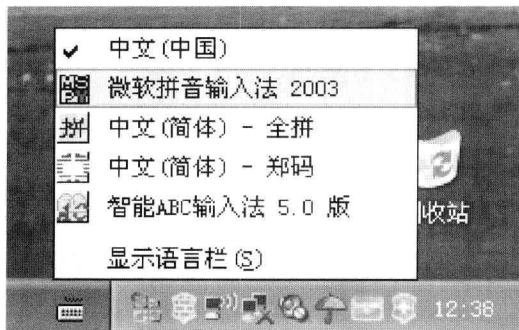 中文(中国)
微软拼音输入法 2003
中文(简体) - 全拼
中文(简体) - 郑码
智能ABC输入法 5.0 版
显示语言栏(S)
收站
12:38